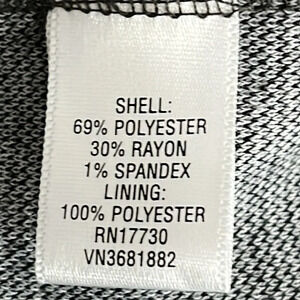 SHELL:
69% POLYESTER
30% RAYON
1% SPANDEX
LINING:
100% POLYESTER
RN17730
VN3681882